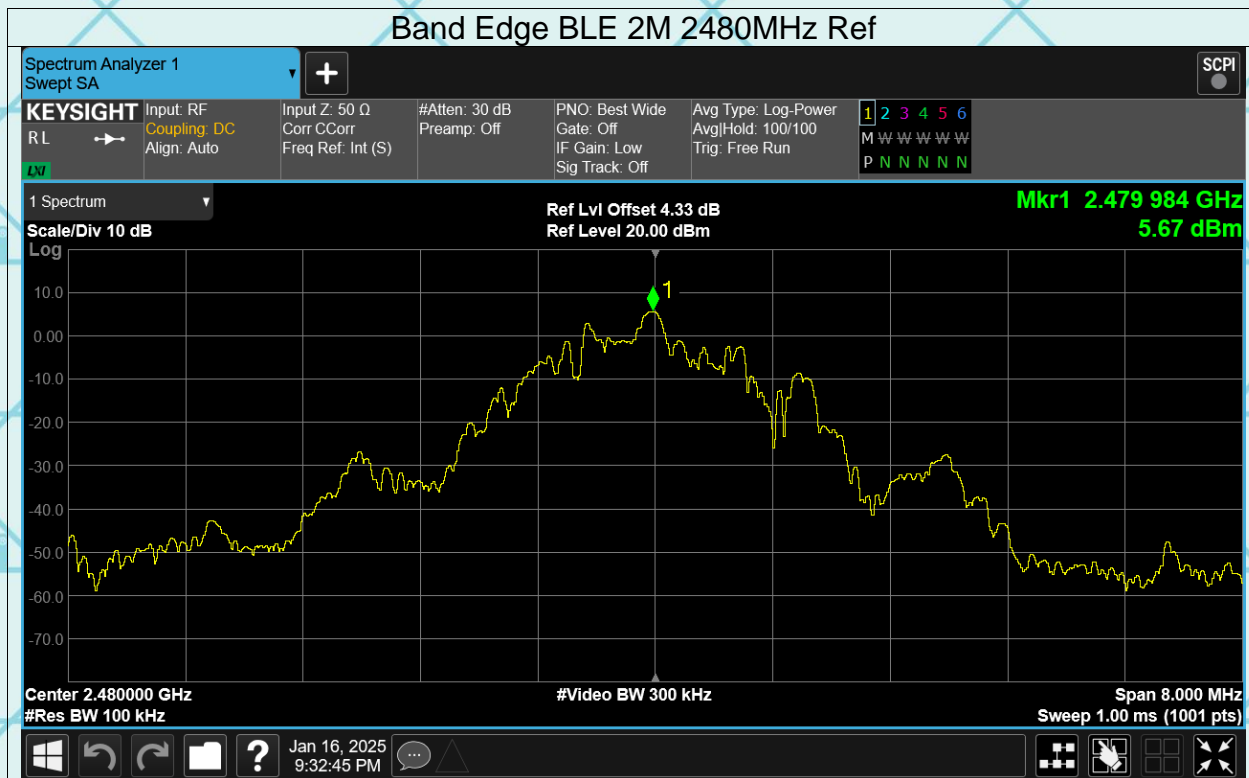 Band Edge BLE 2M 2480MHz Ref
Spectrum Analyzer 1
Swept SA
+
SCPI
KEYSIGHT
RL
LXI
Input: RF
Coupling: DC
Align: Auto
Input Z: 50 Ω
Corr CCorr
Freq Ref: Int (S)
#Atten: 30 dB
Preamp: Off
PNO: Best Wide
Gate: Off
IF Gain: Low
Sig Track: Off
Avg Type: Log-Power
Avg|Hold: 100/100
Trig: Free Run
1 2 3 4 5 6
M W W W W W W
P N N N N N N
1 Spectrum
Scale/Div 10 dB
Ref Lvl Offset 4.33 dB
Ref Level 20.00 dBm
Mkr1 2.479 984 GHz
5.67 dBm
Log
1
10.0
0.00
-10.0
-20.0
-30.0
-40.0
-50.0
-60.0
-70.0
Center 2.480000 GHz
#Res BW 100 kHz
#Video BW 300 kHz
Span 8.000 MHz
Sweep 1.00 ms (1001 pts)
?
Jan 16, 2025
9:32:45 PM